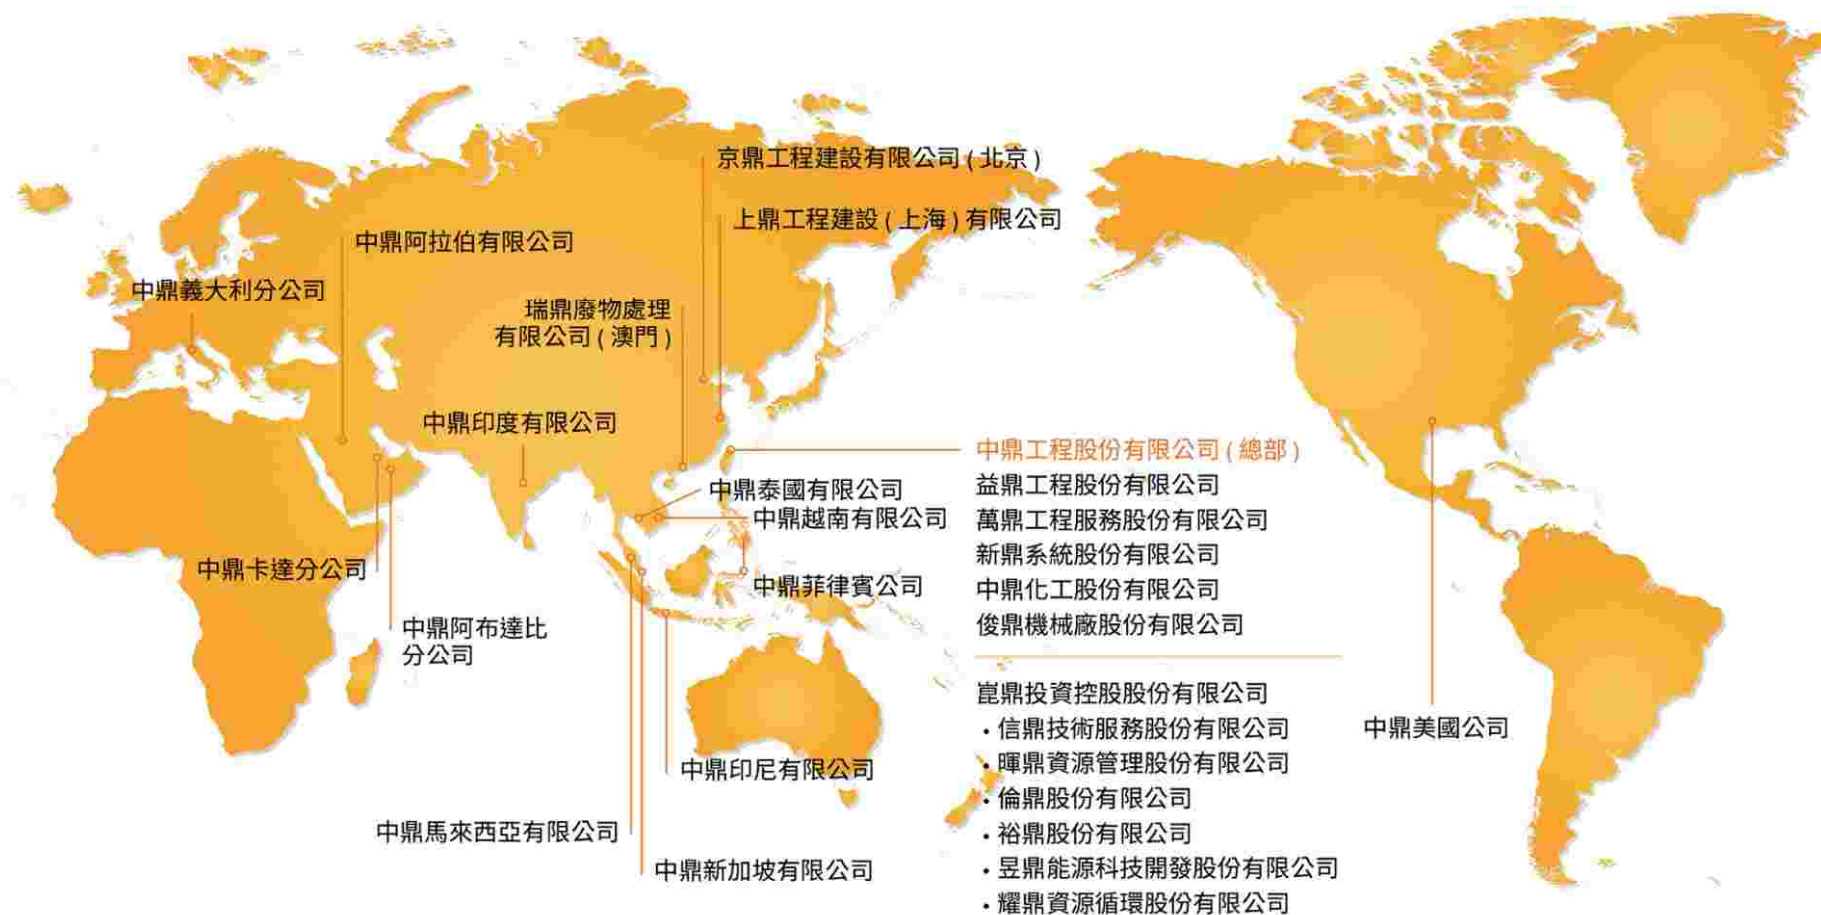 京鼎工程建設有限公司 ( 北京 )
上鼎工程建設 ( 上海 ) 有限公司
中鼎阿拉伯有限公司
中鼎義大利分公司
瑞鼎廢物處理
有限公司 ( 澳門 )
中鼎印度有限公司
中鼎泰國有限公司
中鼎越南有限公司
中鼎卡達分公司
中鼎菲律賓公司
中鼎阿布達比
分公司
中鼎印尼有限公司
中鼎馬來西亞有限公司
中鼎新加坡有限公司
中鼎工程股份有限公司 ( 總部 )
益鼎工程股份有限公司
萬鼎工程服務股份有限公司
新鼎系統股份有限公司
中鼎化工股份有限公司
俊鼎機械廠股份有限公司
崑鼎投資控股股份有限公司
・信鼎技術服務股份有限公司
・暉鼎資源管理股份有限公司
・倫鼎股份有限公司
・裕鼎股份有限公司
・昱鼎能源科技開發股份有限公司
・耀鼎資源循環股份有限公司
中鼎美國公司